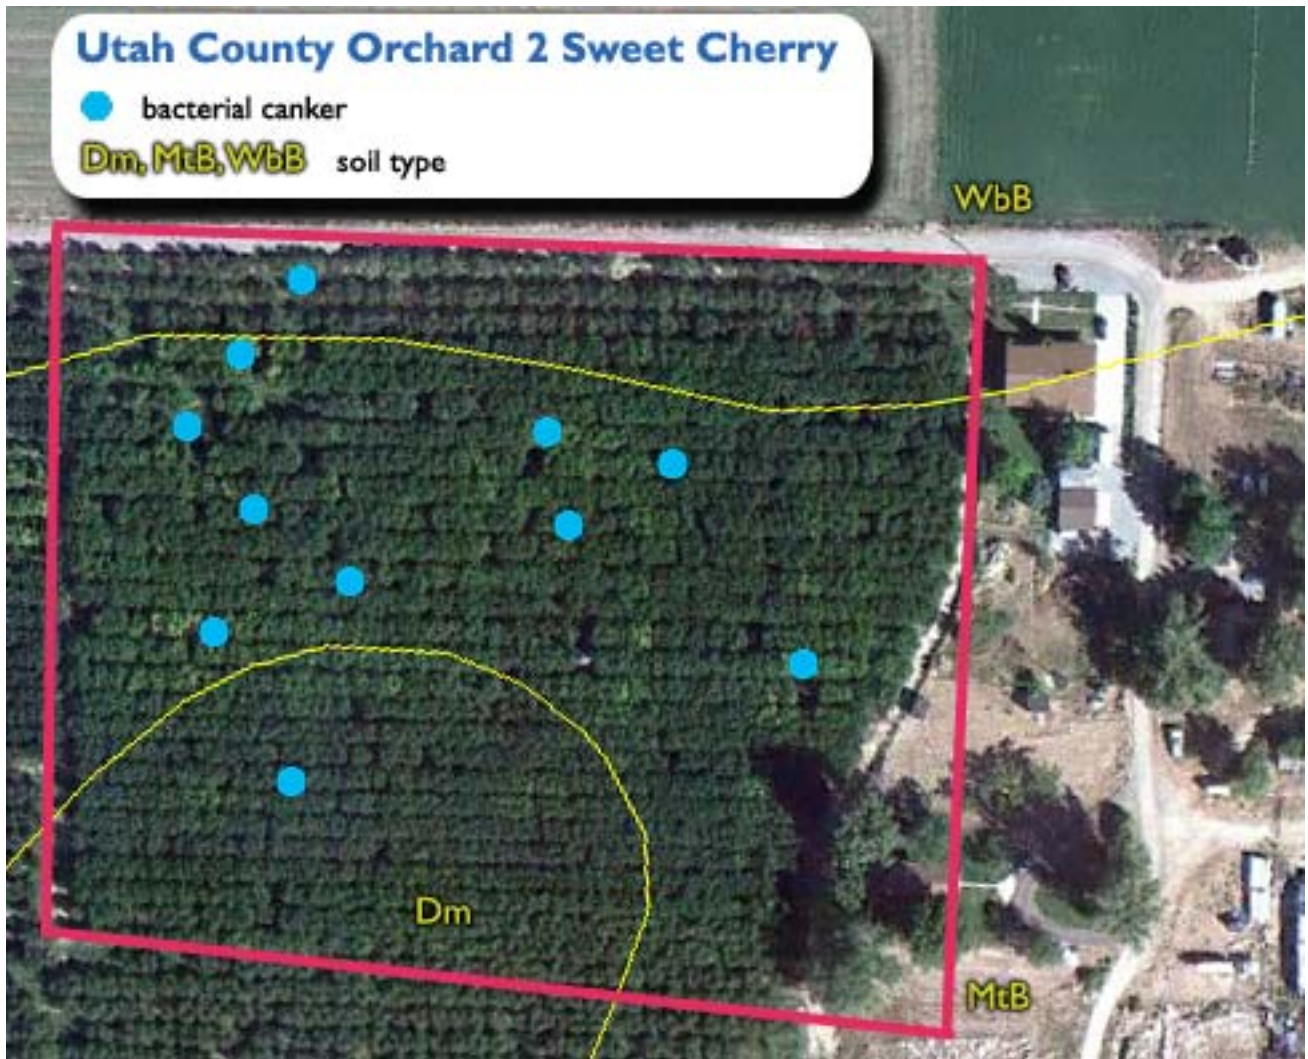 Utah County Orchard 2 Sweet Cherry
bacterial canker
Dm, MtB, WbB soil type
WbB
Dm
MtB